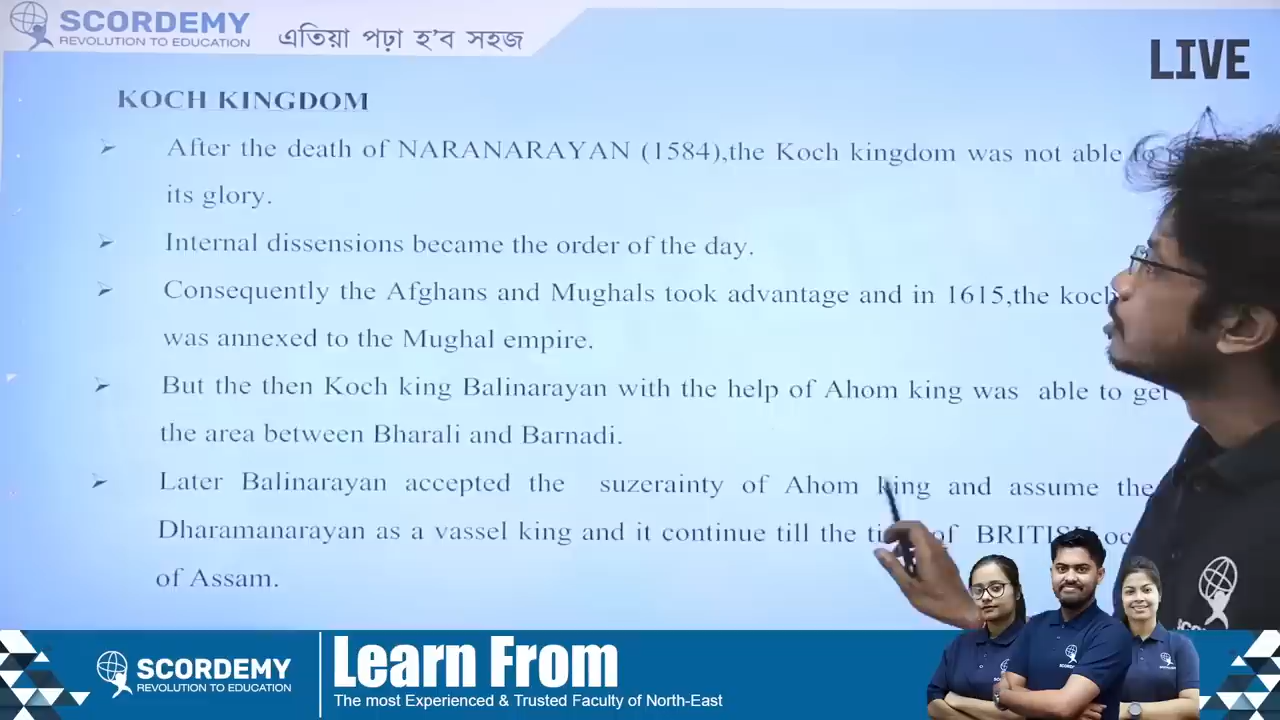 SCORDEMY
REVOLUTION TO EDUCATION
এতিয়া পঢ়া হ'ব সহজ
LIVE
KOCH KINGDOM
➢ After the death of NARANARAYAN (1584),the Koch kingdom was not able to
its glory.
➢ Internal dissensions became the order of the day.
➢ Consequently the Afghans and Mughals took advantage and in 1615,the koch
was annexed to the Mughal empire.
➢ But the then Koch king Balinarayan with the help of Ahom king was able to get
the area between Bharali and Barnadi.
➢ Later Balinarayan accepted the suzerainty of Ahom king and assume the
Dharamanarayan as a vassel king and it continue till the of BRITISH
of Assam.
SCORDEMY
REVOLUTION TO EDUCATION
Learn From
The most Experienced & Trusted Faculty of North-East